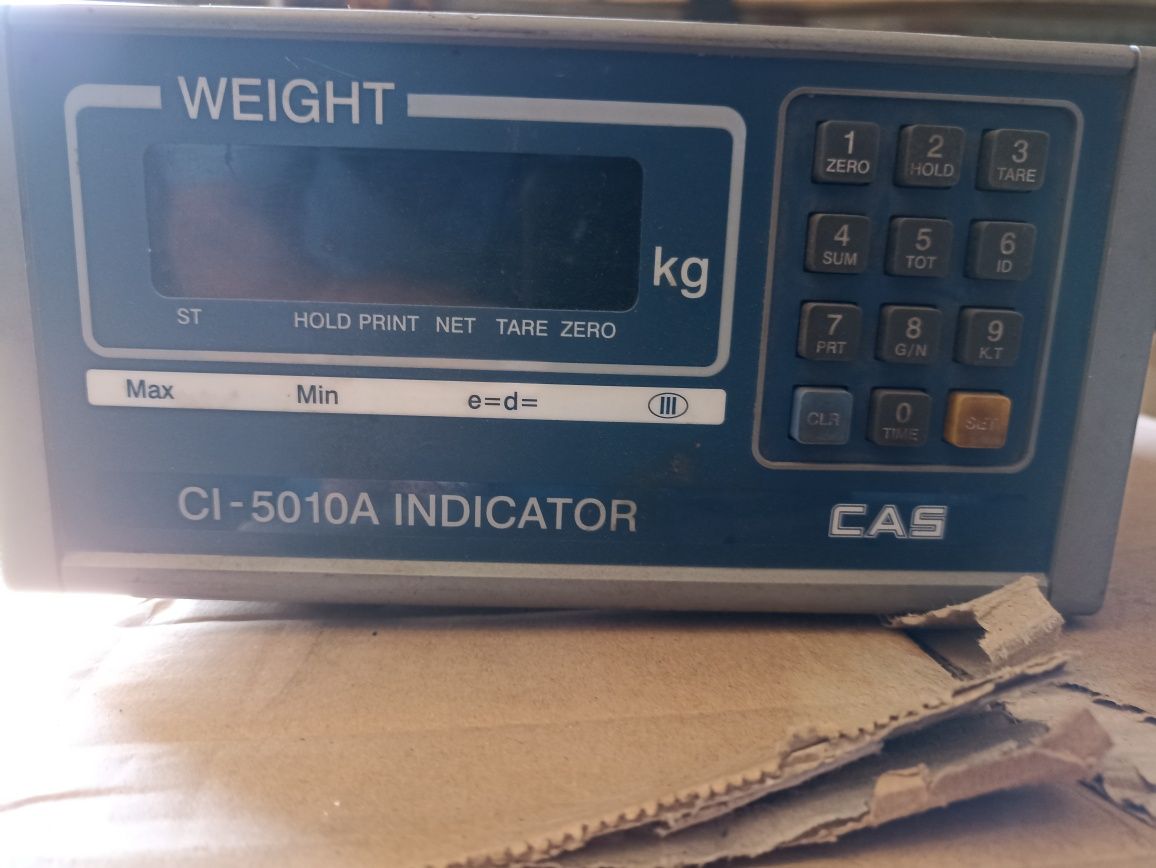 WEIGHT
kg
ST HOLD PRINT NET TARE ZERO
Max Min e=d= III
CI-5010A INDICATOR
CAS
1 2 3
ZERO HOLD TARE
4 5 6
SUM TOT ID
7 8 9
PRT G/N K.T
CLR 0 SET
TIME